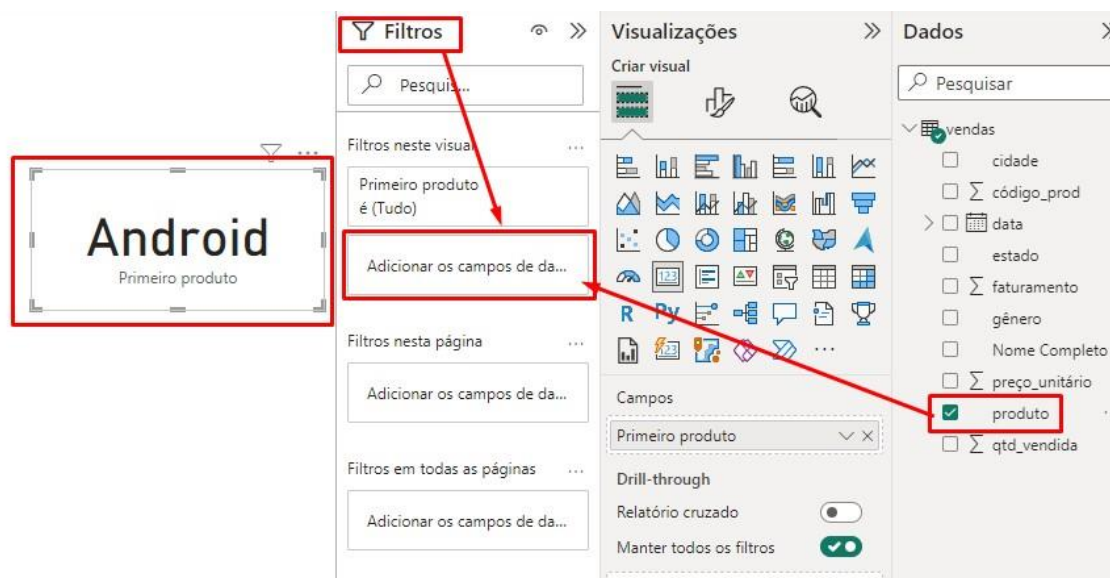 Android
Primeiro produto
Filtros
Pesquis...
Filtros neste visual
...
Primeiro produto
é (Tudo)
Adicionar os campos de da...
Filtros nesta página
...
Adicionar os campos de da...
Filtros em todas as páginas
...
Adicionar os campos de da...
Visualizações
Criar visual
123
R Py
123
...
Campos
Primeiro produto
Drill-through
Relatório cruzado
Manter todos os filtros
Dados
Pesquisar
vendas
cidade
∑ código_prod
data
estado
∑ faturamento
gênero
Nome Completo
∑ preço_unitário
produto
∑ qtd_vendida